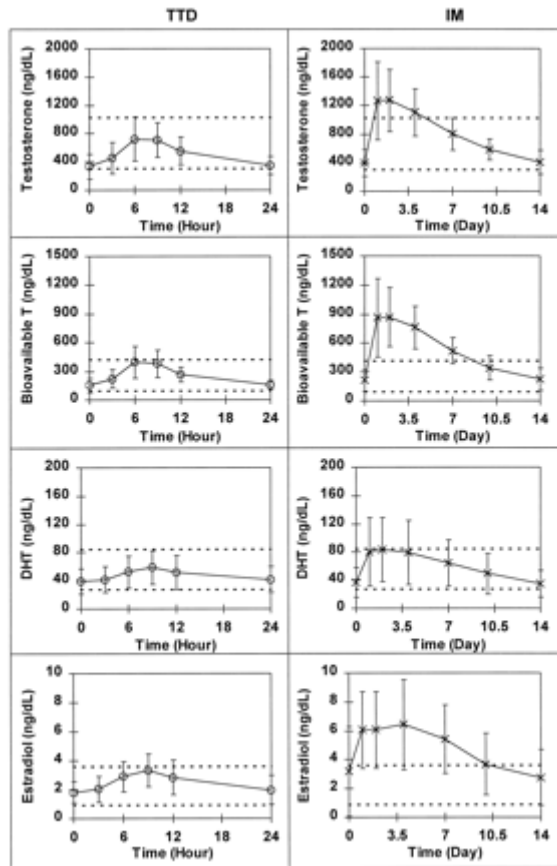 TTD IM
Testosterone (ng/dL)
2000
1600
1200
800
400
0
0 6 12 18 24
Time (Hour)
Testosterone (ng/dL)
2000
1600
1200
800
400
0
0 3.5 7 10.5 14
Time (Day)
Bioavailable T (ng/dL)
1500
1200
900
600
300
0
0 6 12 18 24
Time (Hour)
Bioavailable T (ng/dL)
1500
1200
900
600
300
0
0 3.5 7 10.5 14
Time (Day)
DHT (ng/dL)
200
160
120
80
40
0
0 6 12 18 24
Time (Hour)
DHT (ng/dL)
200
160
120
80
40
0
0 3.5 7 10.5 14
Time (Day)
Estradiol (ng/dL)
10
8
6
4
2
0
0 6 12 18 24
Time (Hour)
Estradiol (ng/dL)
10
8
6
4
2
0
0 3.5 7 10.5 14
Time (Day)